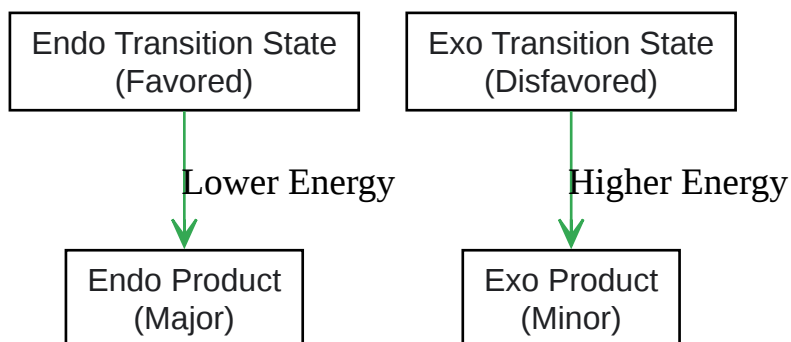 Endo Transition State
(Favored)
Exo Transition State
(Disfavored)
Lower Energy
Higher Energy
Endo Product
(Major)
Exo Product
(Minor)